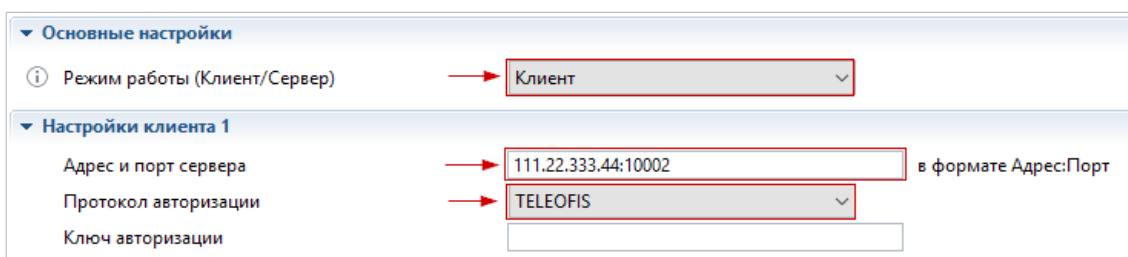 Основные настройки
Режим работы (Клиент/Сервер) Клиент
Настройки клиента 1
Адрес и порт сервера 111.22.333.44:10002 в формате Адрес:Порт
Протокол авторизации TELEOFIS
Ключ авторизации